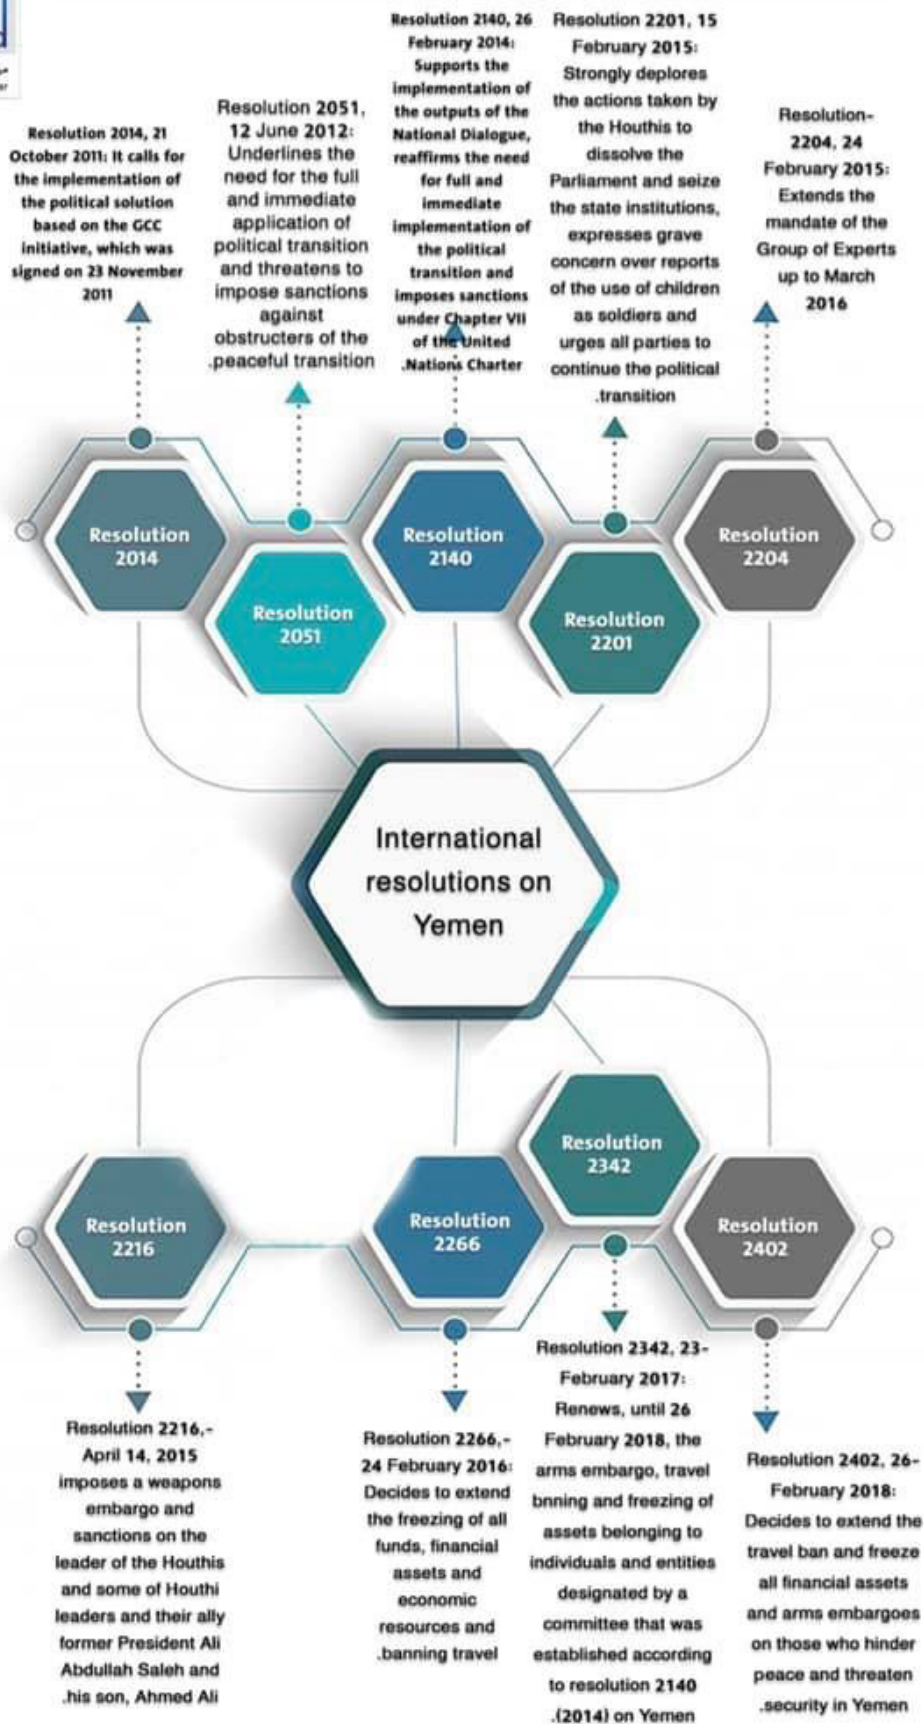 Resolution 2014, 21
October 2011: It calls for
the implementation of
the political solution
based on the GCC
initiative, which was
signed on 23 November
2011
Resolution 2051,
12 June 2012:
Underlines the
need for the full
and immediate
application of
political transition
and threatens to
impose sanctions
against
obstructers of the
.peaceful transition
Resolution 2140, 26
February 2014:
Supports the
implementation of
the outputs of the
National Dialogue,
reaffirms the need
for full and
immediate
implementation of
the political
transition and
imposes sanctions
under Chapter VII
of the United
.Nations Charter
Resolution 2201, 15
February 2015:
Strongly deplores
the actions taken by
the Houthis to
dissolve the
Parliament and seize
the state institutions,
expresses grave
concern over reports
of the use of children
as soldiers and
urges all parties to
continue the political
.transition
Resolution-
2204, 24
February 2015:
Extends the
mandate of the
Group of Experts
up to March
2016
Resolution
2014
Resolution
2051
Resolution
2140
Resolution
2201
Resolution
2204
International
resolutions on
Yemen
Resolution
2216
Resolution
2266
Resolution
2342
Resolution
2402
Resolution 2216,-
April 14, 2015
imposes a weapons
embargo and
sanctions on the
leader of the Houthis
and some of Houthi
leaders and their ally
former President Ali
Abdullah Saleh and
.his son, Ahmed Ali
Resolution 2266,-
24 February 2016:
Decides to extend
the freezing of all
funds, financial
assets and
economic
resources and
.banning travel
Resolution 2342, 23-
February 2017:
Renews, until 26
February 2018, the
arms embargo, travel
bnning and freezing of
assets belonging to
individuals and entities
designated by a
committee that was
established according
to resolution 2140
.(2014) on Yemen
Resolution 2402, 26-
February 2018:
Decides to extend the
travel ban and freeze
all financial assets
and arms embargoes
on those who hinder
peace and threaten
.security in Yemen